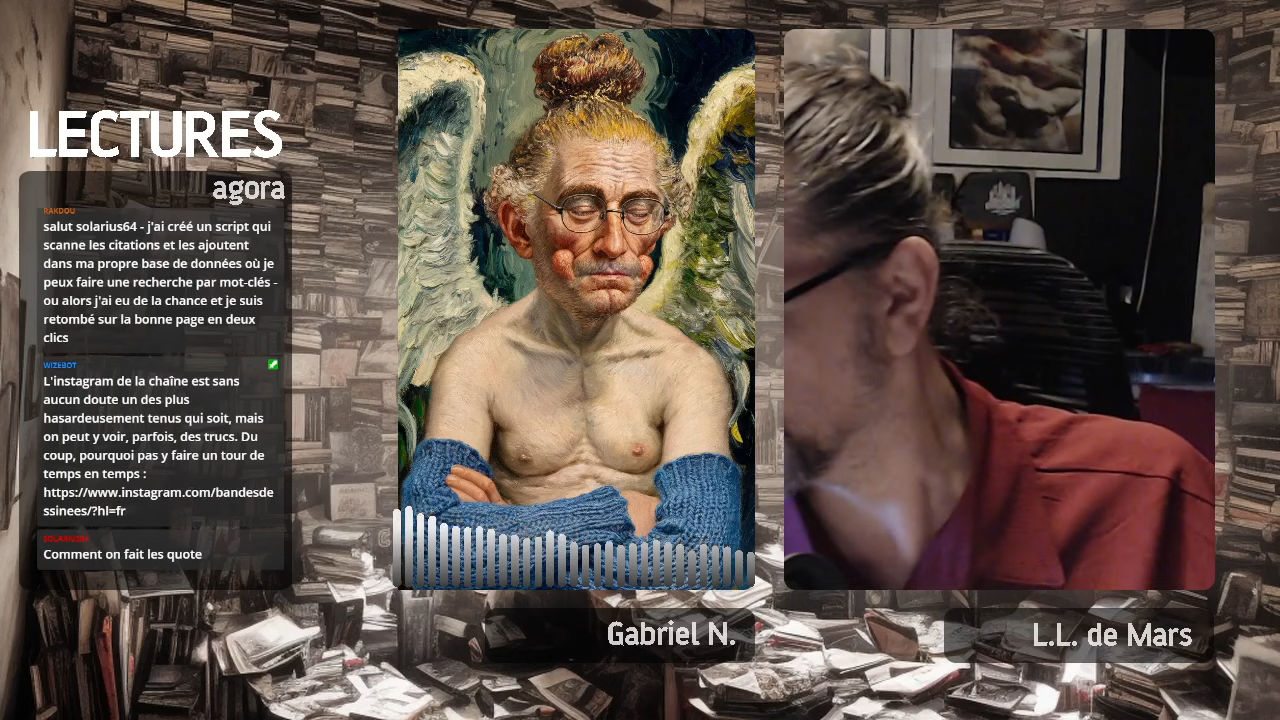 LECTURES
agora
RAKDOU
salut solarius64 - j'ai créé un script qui
scanne les citations et les ajoutent
dans ma propre base de données où je
peux faire une recherche par mot-clés -
ou alors j'ai eu de la chance et je suis
retombé sur la bonne page en deux
clics
WIZEBOT
L'instagram de la chaîne est sans
aucun doute un des plus
hasardeusement tenus qui soit, mais
on peut y voir, parfois, des trucs. Du
coup, pourquoi pas y faire un tour de
temps en temps :
https://www.instagram.com/bandesde
ssinees/?hl=fr
SOLARIUS64
Comment on fait les quote
Gabriel N.
L.L. de Mars